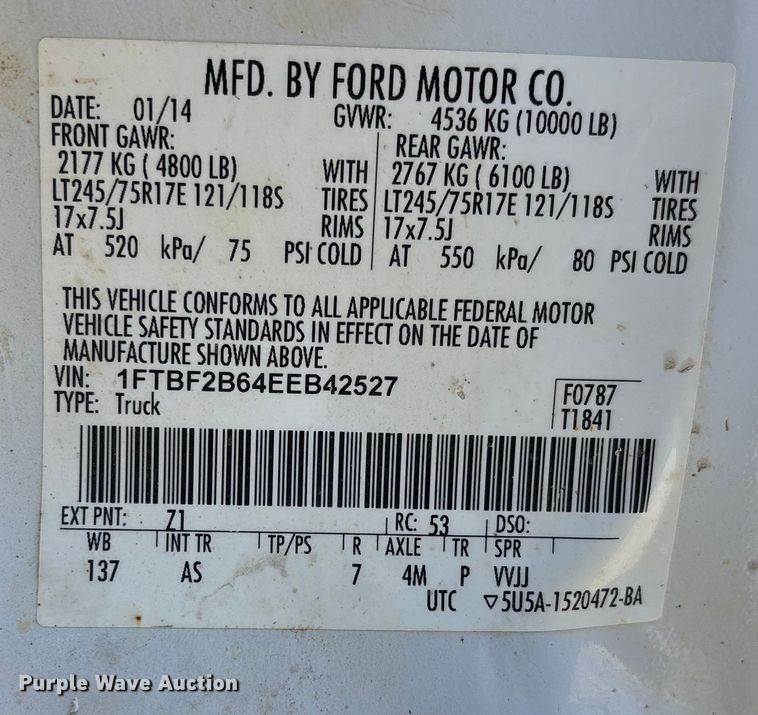 MFD. BY FORD MOTOR CO.
DATE: 01/14 GVWR: 4536 KG (10000 LB)
FRONT GAWR: REAR GAWR:
2177 KG ( 4800 LB) WITH 2767 KG ( 6100 LB) WITH
LT245/75R17E 121/118S TIRES LT245/75R17E 121/118S TIRES
17x7.5J RIMS 17x7.5J RIMS
AT 520 kPa/ 75 PSI COLD AT 550 kPa/ 80 PSI COLD
THIS VEHICLE CONFORMS TO ALL APPLICABLE FEDERAL MOTOR
VEHICLE SAFETY STANDARDS IN EFFECT ON THE DATE OF
MANUFACTURE SHOWN ABOVE.
VIN: 1FTBF2B64EEB42527 F0787
TYPE: Truck T1841
EXT PNT: Z1 RC: 53 DSO:
WB INT TR TP/PS R AXLE TR SPR
137 AS 7 4M P VVJJ
UTC ▽5U5A-1520472-BA
Purple Wave Auction